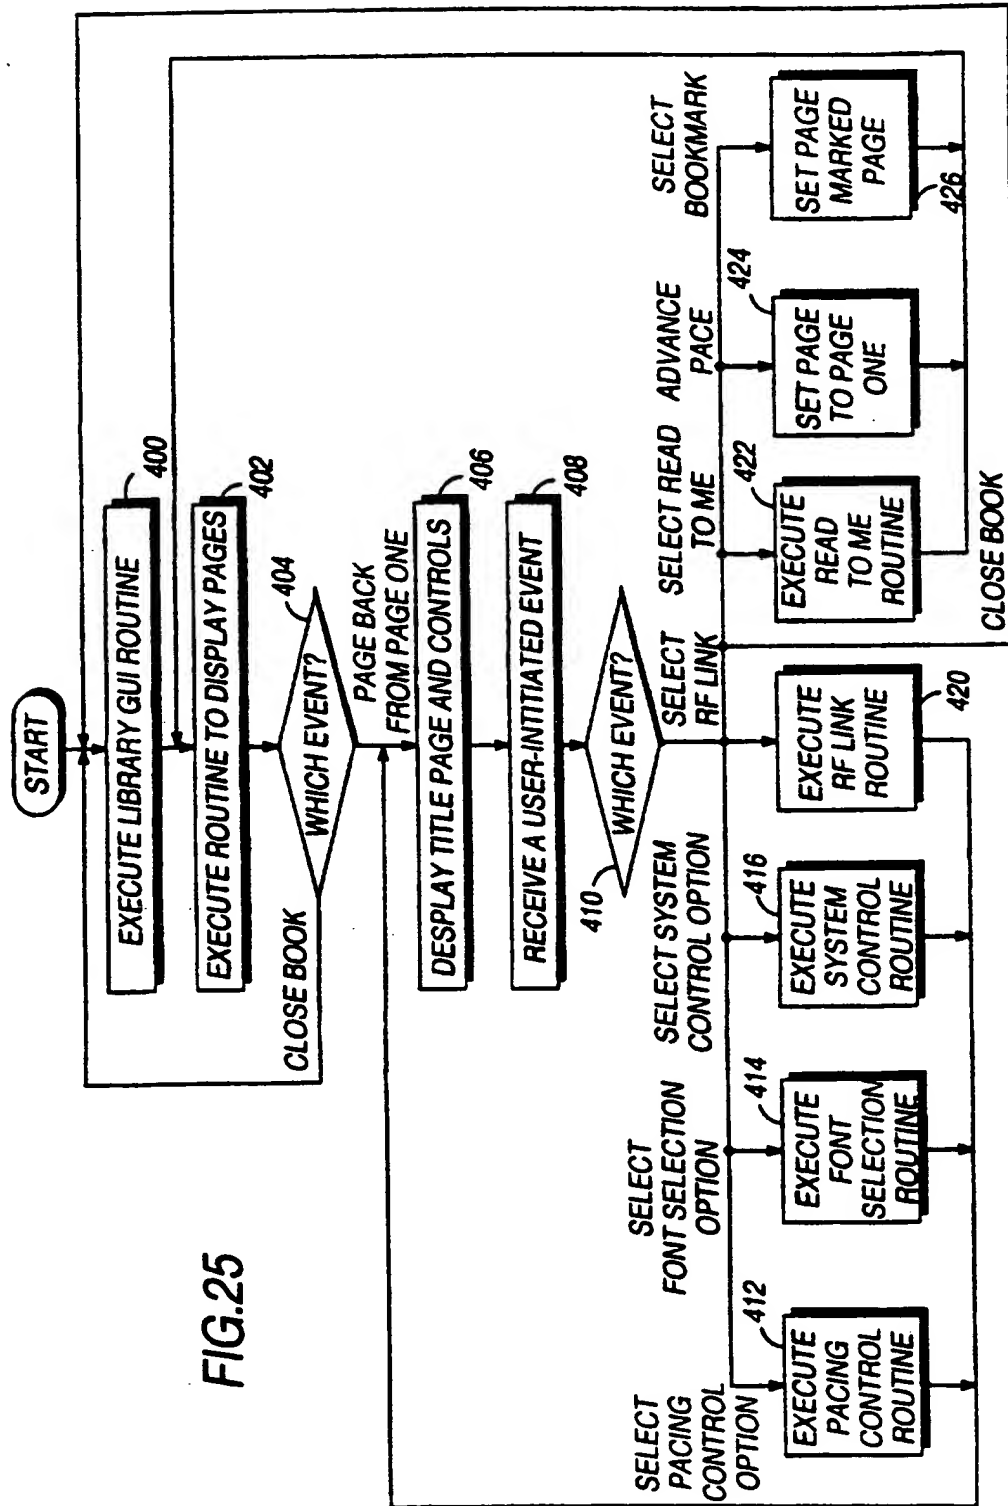 FIG.25
START
EXECUTE LIBRARY GUI ROUTINE
400
EXECUTE ROUTINE TO DISPLAY PAGES
402
WHICH EVENT?
404
CLOSE BOOK
PAGE BACK
FROM PAGE ONE
DESPLAY TITLE PAGE AND CONTROLS
406
RECEIVE A USER-INITIATED EVENT
408
WHICH EVENT?
410
SELECT
PACING
CONTROL
OPTION
412
EXECUTE
PACING
CONTROL
ROUTINE
SELECT
FONT SELECTION
OPTION
414
EXECUTE
FONT
SELECTION
ROUTINE
SELECT SYSTEM
CONTROL OPTION
416
EXECUTE
SYSTEM
CONTROL
ROUTINE
SELECT
RF LINK
EXECUTE
RF LINK
ROUTINE
420
SELECT READ
TO ME
422
EXECUTE
READ
TO ME
ROUTINE
ADVANCE
PACE
424
SET PAGE
TO PAGE
ONE
SELECT
BOOKMARK
SET PAGE
MARKED
PAGE
426
CLOSE BOOK